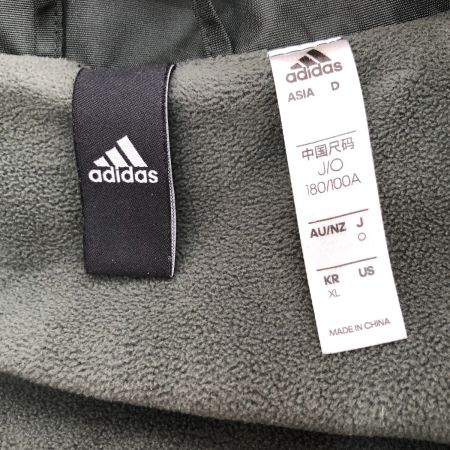 adidas
adidas
ASIA D
中国尺码
J/O
180/100A
AU/NZ J
O
KR US
XL
MADE IN CHINA